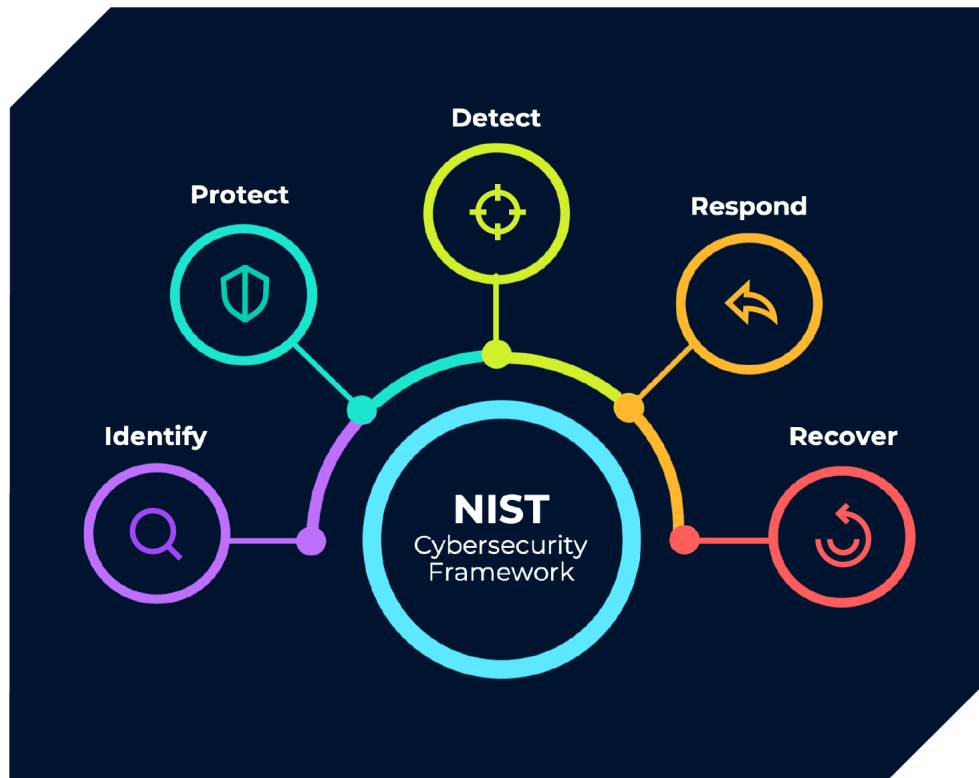 Detect
Protect
Respond
Identify
Recover
NIST
Cybersecurity
Framework